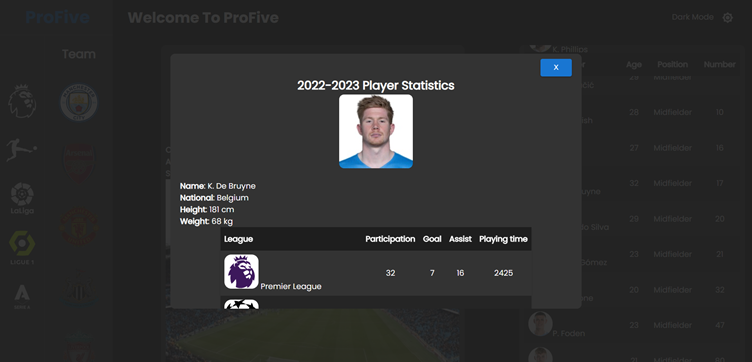 ProFive
Welcome To ProFive
Dark Mode
Team
X
2022-2023 Player Statistics
Name: K. De Bruyne
National: Belgium
Height: 181 cm
Weight: 68 kg
League Participation Goal Assist Playing time
Premier League 32 7 16 2425
LaLiga
LIGUE 1
K. Phillips
Age Position Number
28 Midfielder 10
27 Midfielder 16
32 Midfielder 17
29 Midfielder 20
23 Midfielder 21
20 Midfielder 32
P. Foden
23 Midfielder 47